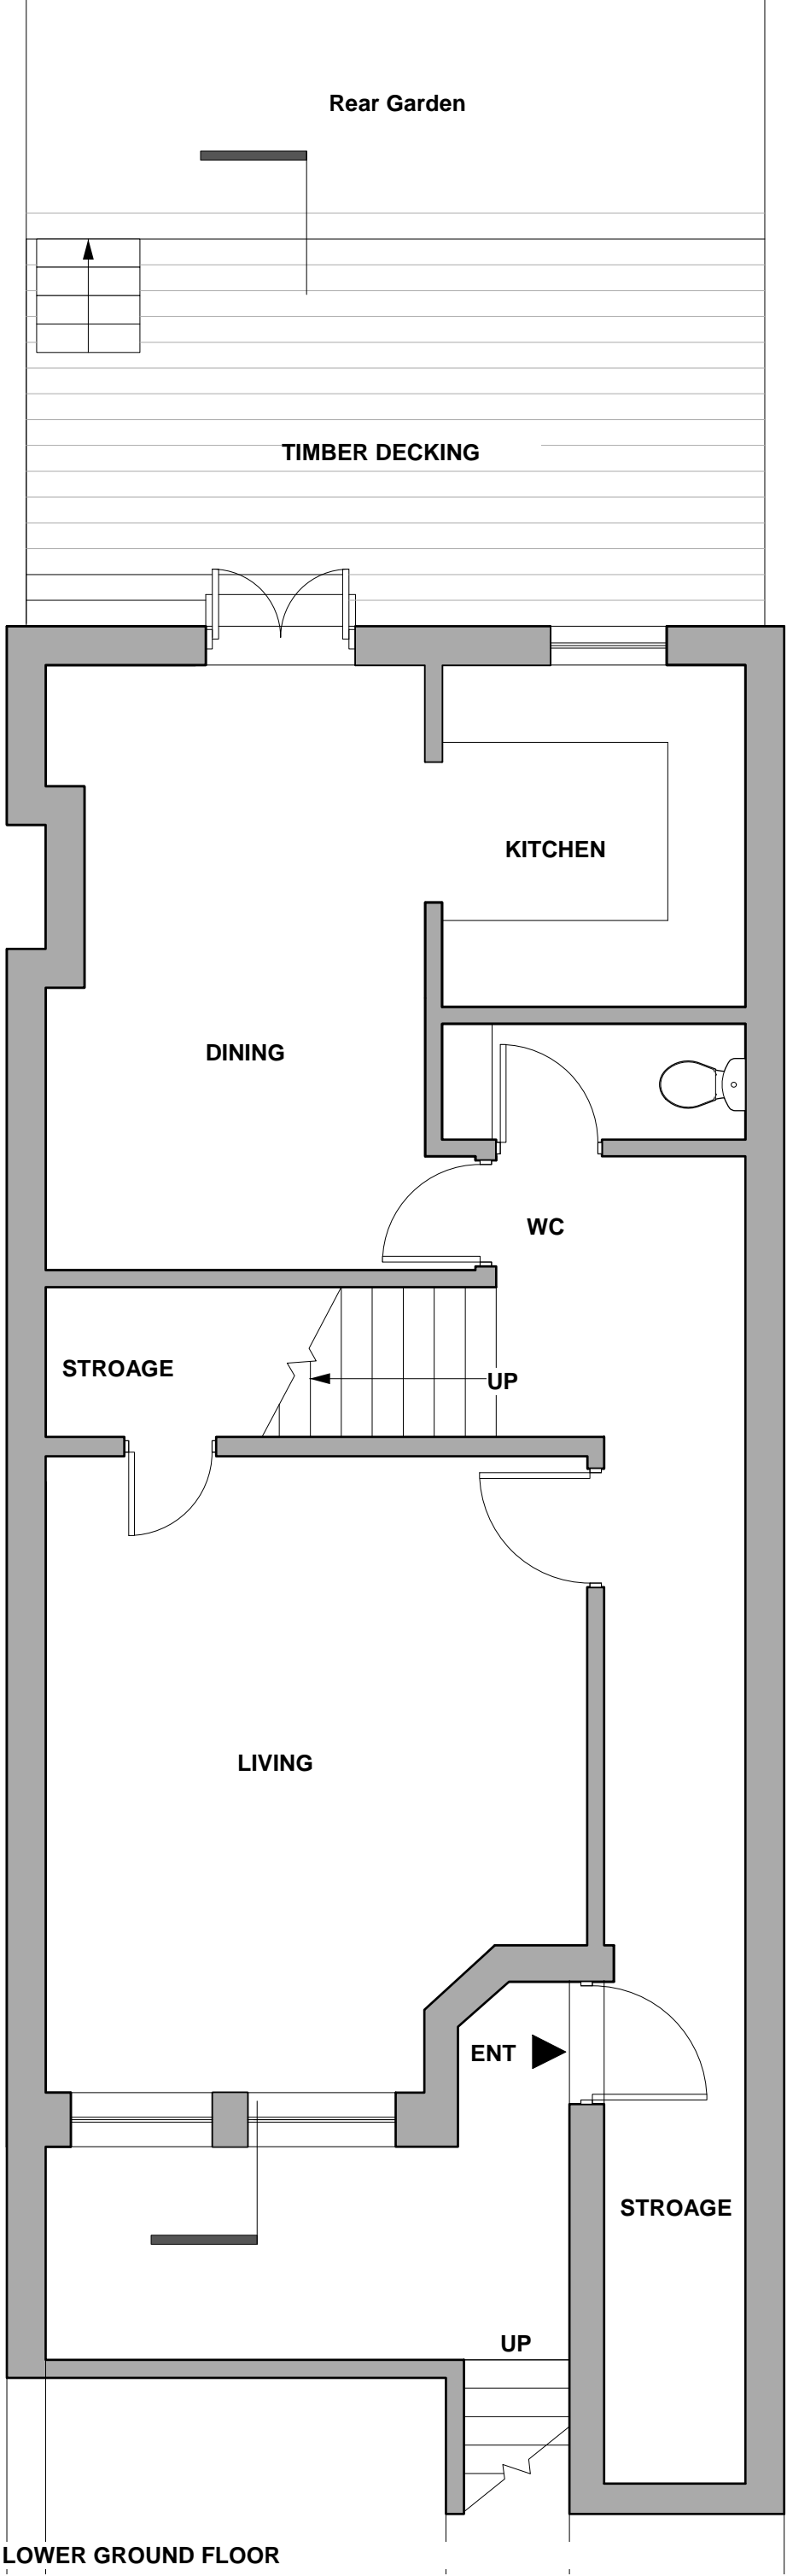 Rear Garden
TIMBER DECKING
KITCHEN
DINING
WC
STROAGE
UP
LIVING
ENT
STROAGE
UP
LOWER GROUND FLOOR